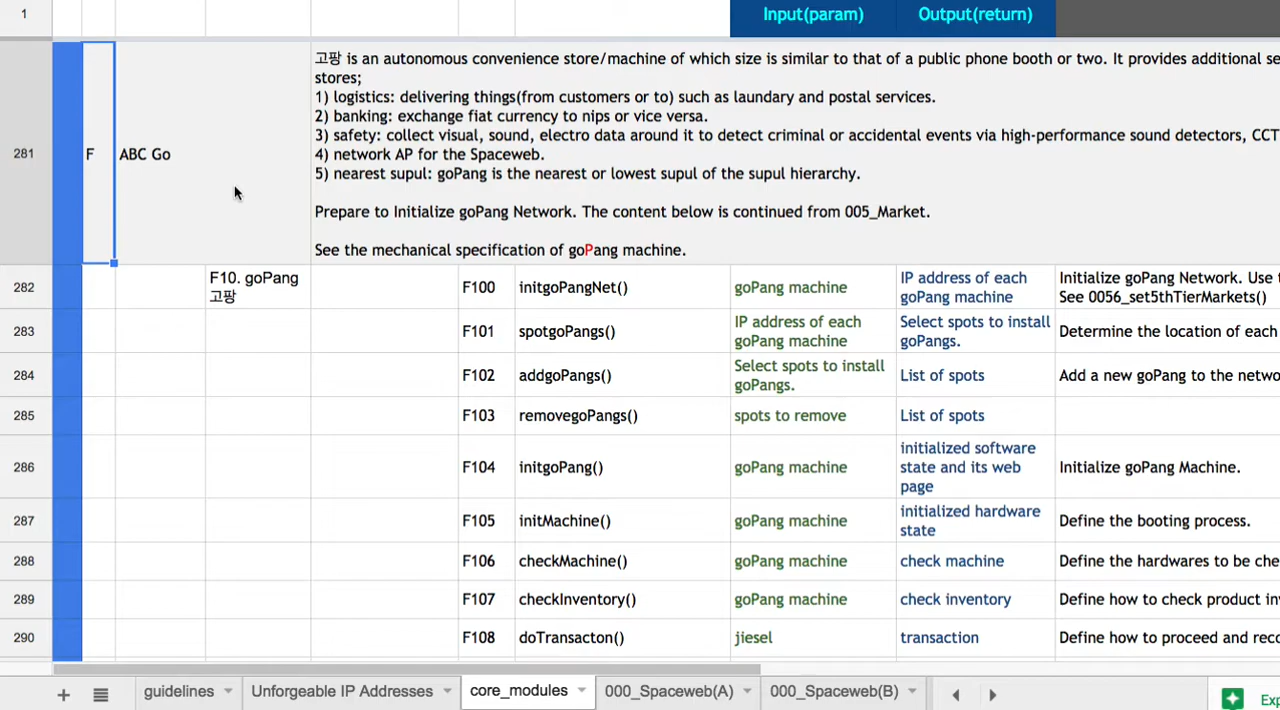 1
Input(param)
Output(return)
281
F
ABC Go
고팡 is an autonomous convenience store/machine of which size is similar to that of a public phone booth or two. It provides additional se
stores;
1) logistics: delivering things(from customers or to) such as laundary and postal services.
2) banking: exchange fiat currency to nips or vice versa.
3) safety: collect visual, sound, electro data around it to detect criminal or accidental events via high-performance sound detectors, CCT
4) network AP for the Spaceweb.
5) nearest supul: goPang is the nearest or lowest supul of the supul hierarchy.
Prepare to Initialize goPang Network. The content below is continued from 005_Market.
See the mechanical specification of goPang machine.
282
F10. goPang
고팡
F100
initgoPangNet()
goPang machine
IP address of each
goPang machine
Initialize goPang Network. Use t
See 0056_set5thTierMarkets()
283
F101
spotgoPangs()
IP address of each
goPang machine
Select spots to install
goPangs.
Determine the location of each
284
F102
addgoPangs()
Select spots to install
goPangs.
List of spots
Add a new goPang to the netwo
285
F103
removegoPangs()
spots to remove
List of spots
286
F104
initgoPang()
goPang machine
initialized software
state and its web
page
Initialize goPang Machine.
287
F105
initMachine()
goPang machine
initialized hardware
state
Define the booting process.
288
F106
checkMachine()
goPang machine
check machine
Define the hardwares to be che
289
F107
checkInventory()
goPang machine
check inventory
Define how to check product in
290
F108
doTransacton()
jiesel
transaction
Define how to proceed and reco
guidelines
Unforgeable IP Addresses
core_modules
000_Spaceweb(A)
000_Spaceweb(B)
Exp